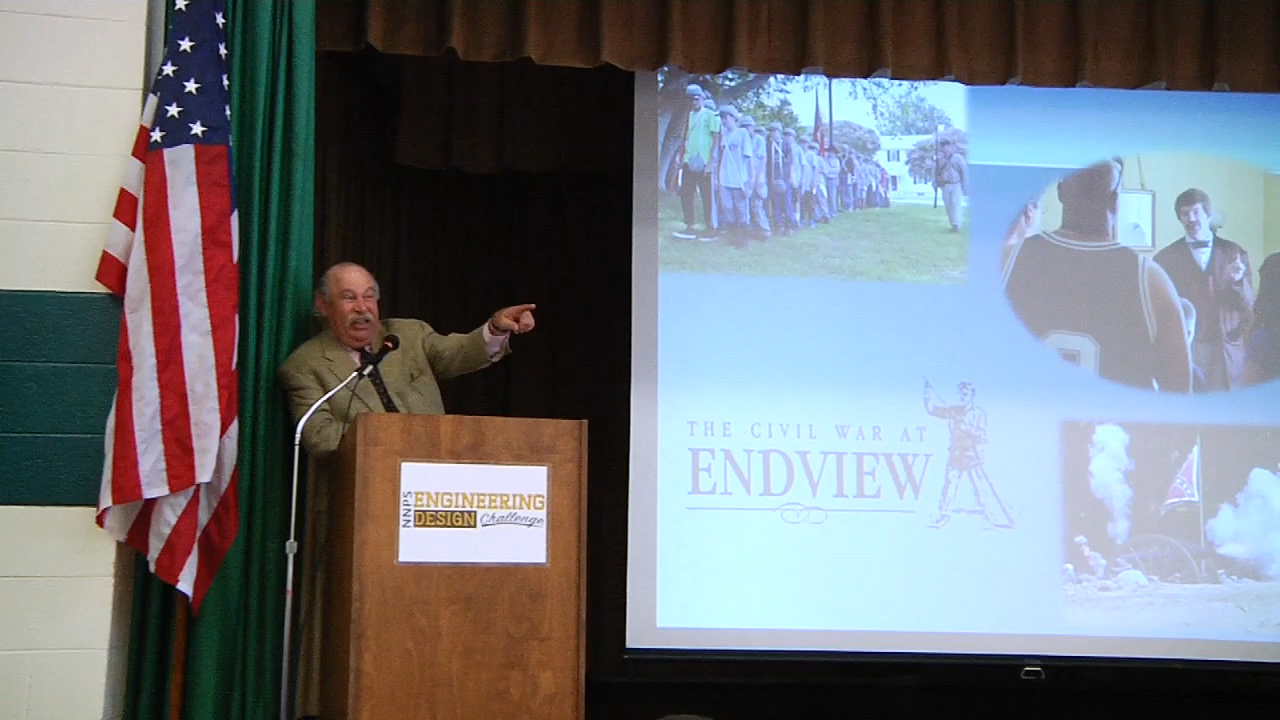 NNPS
ENGINEERING
DESIGN Challenge
THE CIVIL WAR AT
ENDVIEW